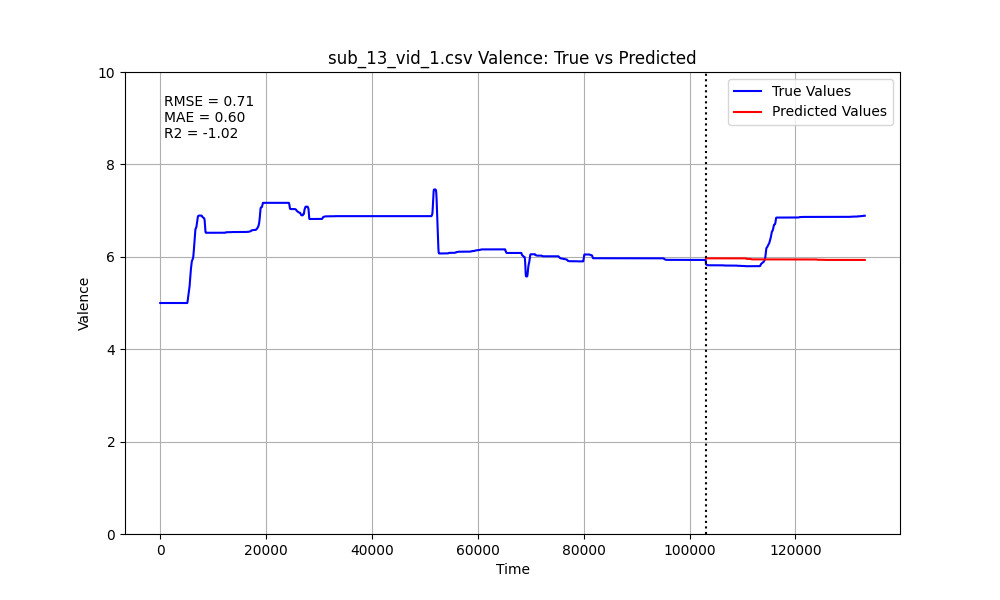 sub_13_vid_1.csv Valence: True vs Predicted
RMSE = 0.71
MAE = 0.60
R2 = -1.02
True Values
Predicted Values
10
8
6
4
2
0
Valence
0 20000 40000 60000 80000 100000 120000
Time